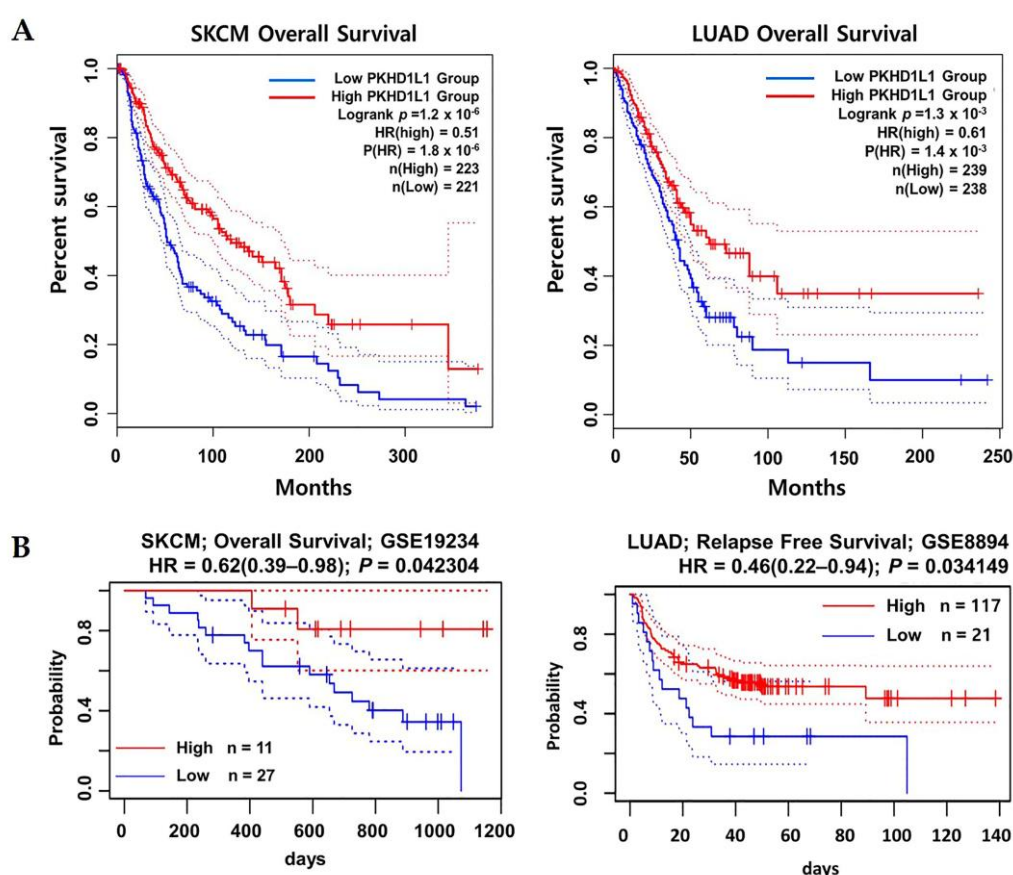 A
SKCM Overall Survival
Low PKHD1L1 Group
High PKHD1L1 Group
Logrank p =1.2 x 10-6
HR(high) = 0.51
P(HR) = 1.8 x 10-6
n(High) = 223
n(Low) = 221
Percent survival
1.0
0.8
0.6
0.4
0.2
0.0
0 100 200 300
Months
LUAD Overall Survival
Low PKHD1L1 Group
High PKHD1L1 Group
Logrank p =1.3 x 10-3
HR(high) = 0.61
P(HR) = 1.4 x 10-3
n(High) = 239
n(Low) = 238
Percent survival
1.0
0.8
0.6
0.4
0.2
0.0
0 50 100 150 200 250
Months
B
SKCM; Overall Survival; GSE19234
HR = 0.62(0.39–0.98); P = 0.042304
Probability
0.8
0.4
0.0
High n = 11
Low n = 27
0 200 400 600 800 1000 1200
days
LUAD; Relapse Free Survival; GSE8894
HR = 0.46(0.22–0.94); P = 0.034149
High n = 117
Low n = 21
Probability
0.8
0.4
0.0
0 20 40 60 80 100 120 140
days